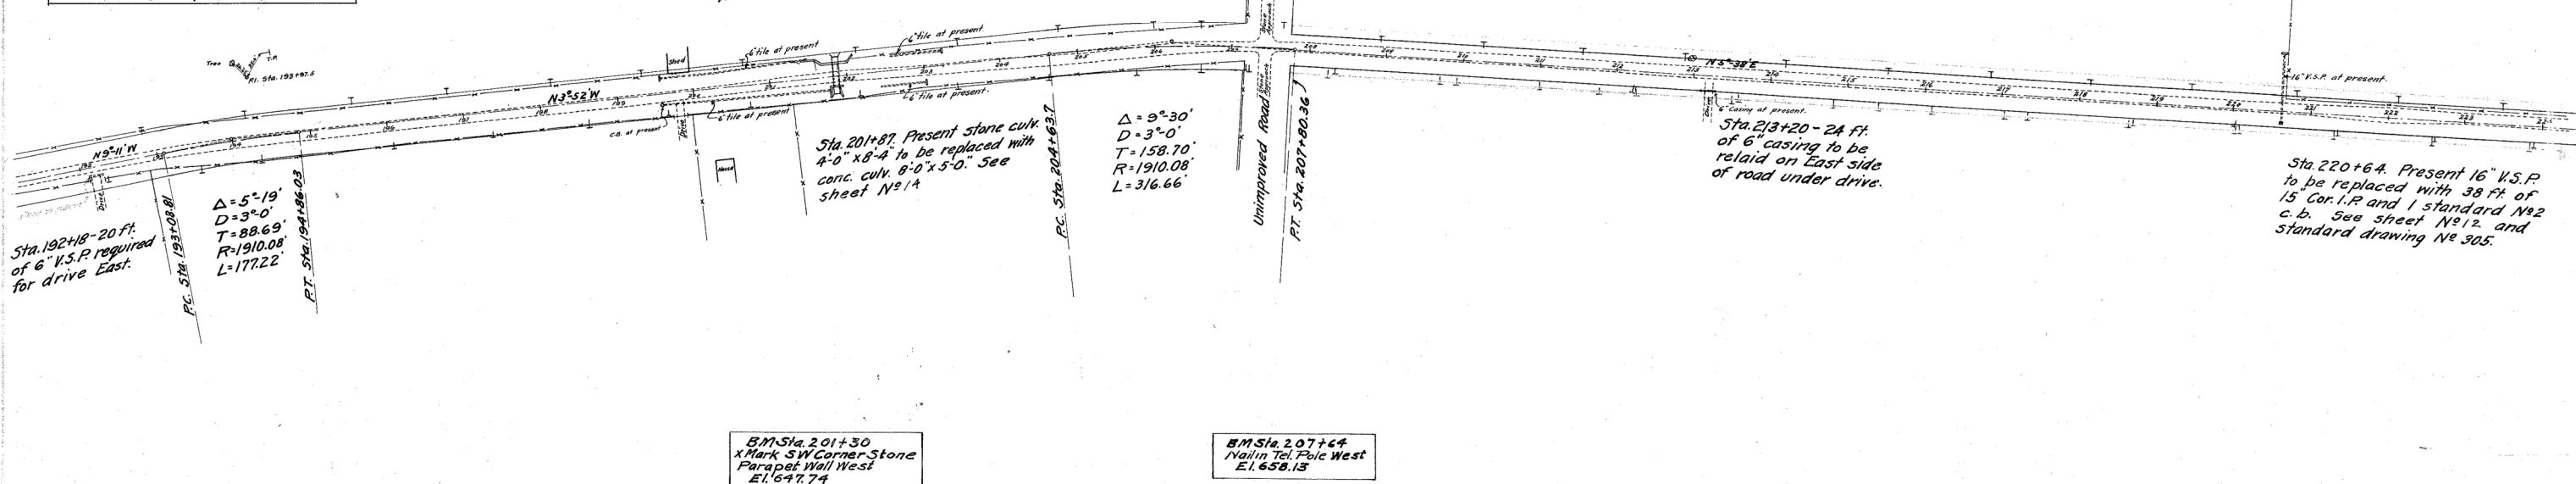 Tree
T.P.
P.I. Sta. 193+97.5
N9°-11'W
Drive
Sta. 192+18-20 ft.
of 6" V.S.P. required
for drive East.
P.C. Sta. 193+08.81
Δ=5°-19'
D=3°-0'
T=88.69'
R=1910.08'
L=177.22'
P.T. Sta. 194+86.03
N3°-52'W
Shed
6" tile at present
6" tile at present
C.B. at present
Drive
6" tile at present
6" tile at present.
House
Sta. 201+87. Present stone culv.
4'-0" x 8'-4" to be replaced with
conc. culv. 8'-0" x 5'-0". See
sheet Nº 14
P.C. Sta. 204+63.7
Δ=9°-30'
D=3°-0'
T=158.70'
R=1910.08'
L=316.66'
Unimproved Road
P.T. Sta. 207+80.36
N5°-38'E
Drive
6" Casing at present.
Sta. 213+20-24 ft.
of 6" casing to be
relaid on East side
of road under drive.
16" V.S.P. at present.
Sta. 220+64. Present 16" V.S.P.
to be replaced with 38 ft. of
15" Cor. I.P. and 1 standard Nº 2
c.b. See sheet Nº 12 and
standard drawing Nº 305.
BM Sta. 201+30
x Mark SW Corner Stone
Parapet Wall West
El. 647.74
BM Sta. 207+64
Nail in Tel. Pole West
El. 658.13